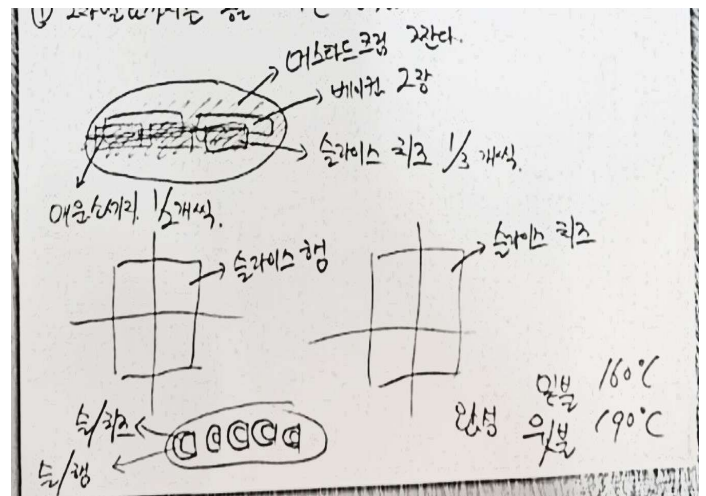 머스타드크림 2깐다.
베이컨 2장
슬라이스 치즈 1/3 개씩.
매운소세지 1/2개씩.
슬라이스 햄
슬라이스 치즈
슬/치즈
슬/햄
밑불 160℃
완성 윗불 190℃